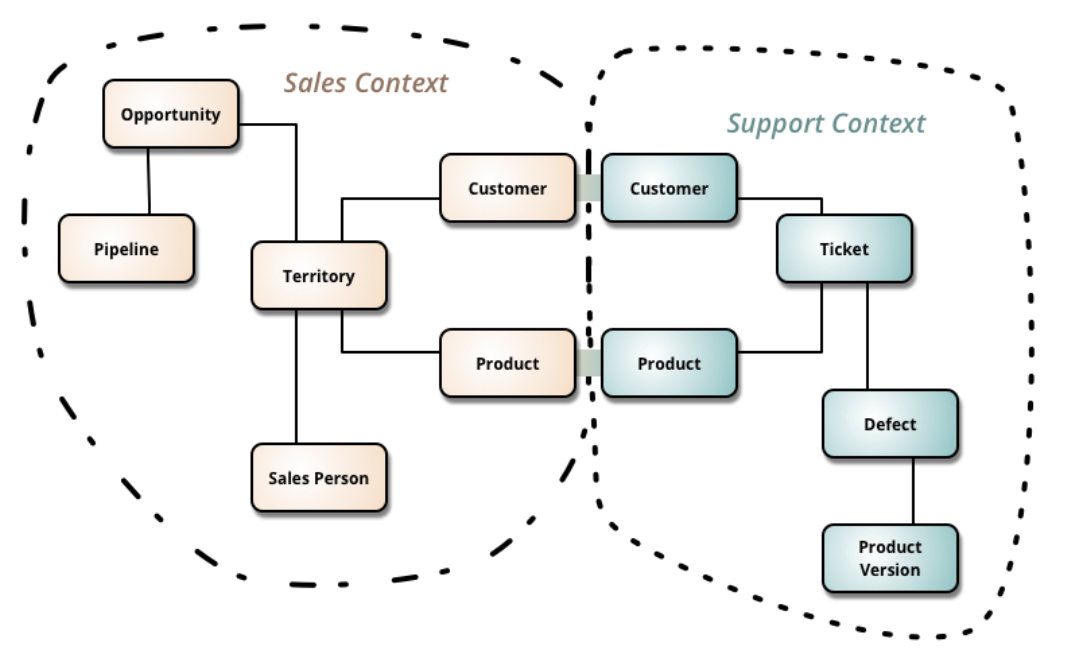 Sales Context
Opportunity
Pipeline
Territory
Customer
Product
Sales Person
Support Context
Customer
Product
Ticket
Defect
Product
Version